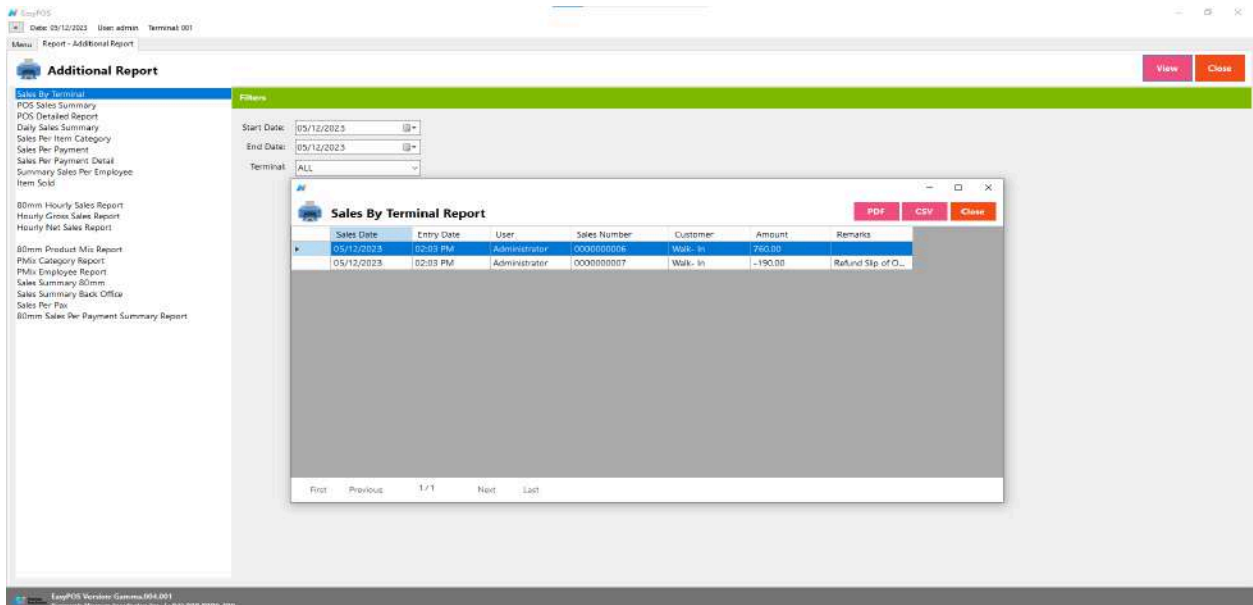 EasyPOS
Date: 05/12/2023 User: admin Terminal: 001
Menu Report - Additional Report
Additional Report
View Close
Sales By Terminal
POS Sales Summary
POS Detailed Report
Daily Sales Summary
Sales Per Item Category
Sales Per Payment
Sales Per Payment Detail
Summary Sales Per Employee
Item Sold
80mm Hourly Sales Report
Hourly Gross Sales Report
Hourly Net Sales Report
80mm Product Mix Report
PMix Category Report
PMix Employee Report
Sales Summary 80mm
Sales Summary Back Office
Sales Per Pax
80mm Sales Per Payment Summary Report
Filters
Start Date: 05/12/2023
End Date: 05/12/2023
Terminal: ALL
Sales By Terminal Report
PDF CSV Close
Sales Date Entry Date User Sales Number Customer Amount Remarks
05/12/2023 02:03 PM Administrator 0000000006 Walk- In 760.00
05/12/2023 02:03 PM Administrator 0000000007 Walk- In -190.00 Refund Slip of O...
First Previous 1 / 1 Next Last
EasyPOS Version: Gamma.004.001